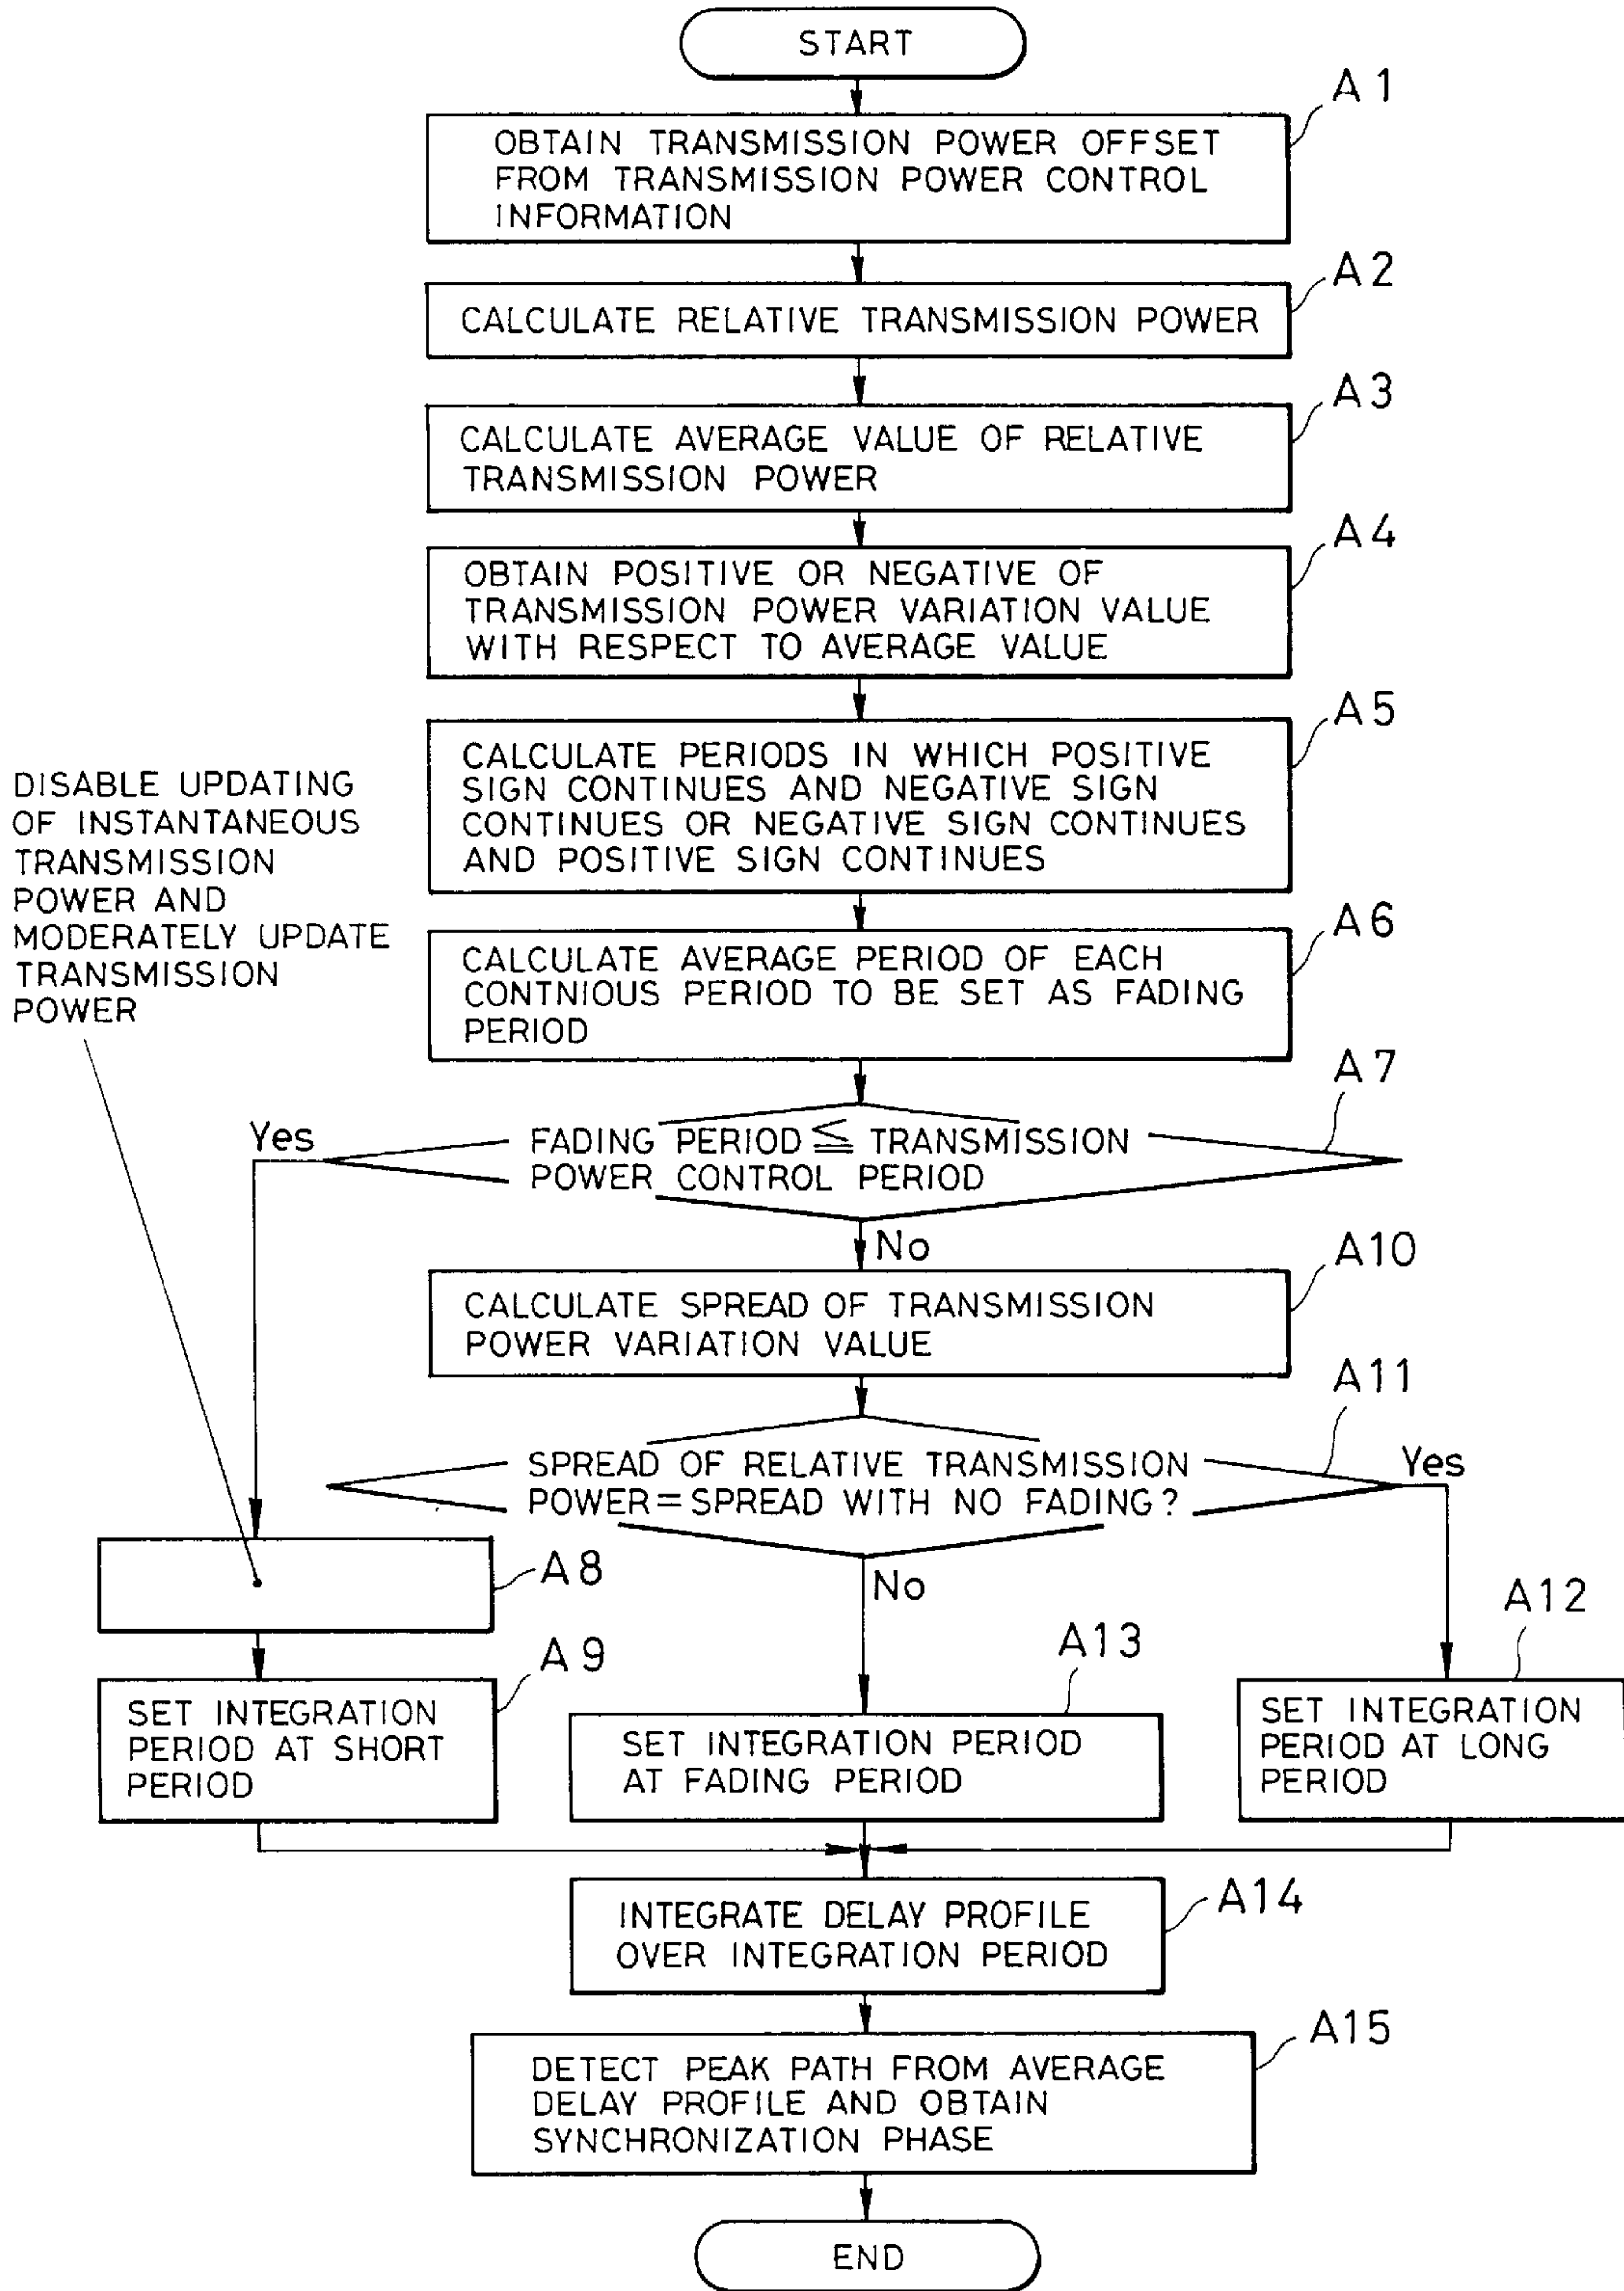 START
A1
OBTAIN TRANSMISSION POWER OFFSET
FROM TRANSMISSION POWER CONTROL
INFORMATION
A2
CALCULATE RELATIVE TRANSMISSION POWER
A3
CALCULATE AVERAGE VALUE OF RELATIVE
TRANSMISSION POWER
A4
OBTAIN POSITIVE OR NEGATIVE OF
TRANSMISSION POWER VARIATION VALUE
WITH RESPECT TO AVERAGE VALUE
A5
CALCULATE PERIODS IN WHICH POSITIVE
SIGN CONTINUES AND NEGATIVE SIGN
CONTINUES OR NEGATIVE SIGN CONTINUES
AND POSITIVE SIGN CONTINUES
DISABLE UPDATING
OF INSTANTANEOUS
TRANSMISSION
POWER AND
MODERATELY UPDATE
TRANSMISSION
POWER
A6
CALCULATE AVERAGE PERIOD OF EACH
CONTNIOUS PERIOD TO BE SET AS FADING
PERIOD
A7
Yes
FADING PERIOD ≦ TRANSMISSION
POWER CONTROL PERIOD
No
A10
CALCULATE SPREAD OF TRANSMISSION
POWER VARIATION VALUE
A11
SPREAD OF RELATIVE TRANSMISSION
POWER=SPREAD WITH NO FADING?
Yes
No
A8
A9
SET INTEGRATION
PERIOD AT SHORT
PERIOD
A13
SET INTEGRATION PERIOD
AT FADING PERIOD
A12
SET INTEGRATION
PERIOD AT LONG
PERIOD
A14
INTEGRATE DELAY PROFILE
OVER INTEGRATION PERIOD
A15
DETECT PEAK PATH FROM AVERAGE
DELAY PROFILE AND OBTAIN
SYNCHRONIZATION PHASE
END